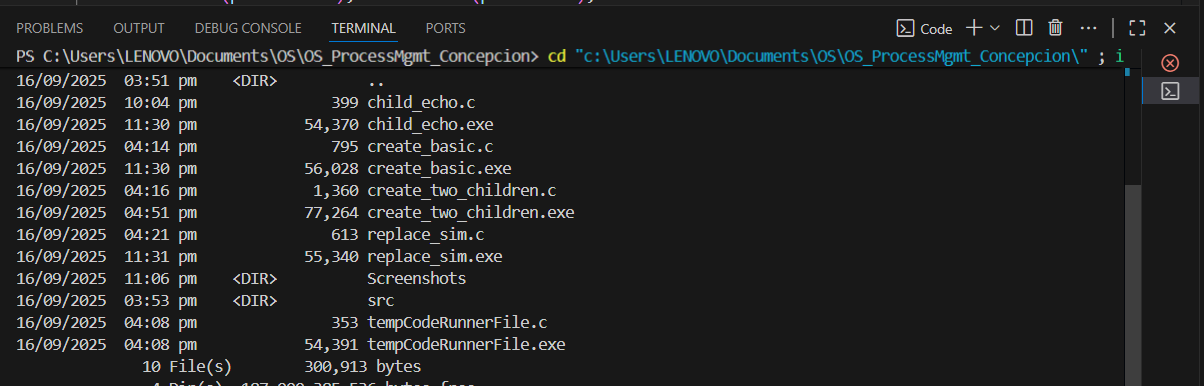 PROBLEMS OUTPUT DEBUG CONSOLE TERMINAL PORTS Code
PS C:\Users\LENOVO\Documents\OS\OS_ProcessMgmt_Concepcion> cd "c:\Users\LENOVO\Documents\OS\OS_ProcessMgmt_Concepcion\" ; i
16/09/2025 03:51 pm <DIR> ..
16/09/2025 10:04 pm 399 child_echo.c
16/09/2025 11:30 pm 54,370 child_echo.exe
16/09/2025 04:14 pm 795 create_basic.c
16/09/2025 11:30 pm 56,028 create_basic.exe
16/09/2025 04:16 pm 1,360 create_two_children.c
16/09/2025 04:51 pm 77,264 create_two_children.exe
16/09/2025 04:21 pm 613 replace_sim.c
16/09/2025 11:31 pm 55,340 replace_sim.exe
16/09/2025 11:06 pm <DIR> Screenshots
16/09/2025 03:53 pm <DIR> src
16/09/2025 04:08 pm 353 tempCodeRunnerFile.c
16/09/2025 04:08 pm 54,391 tempCodeRunnerFile.exe
10 File(s) 300,913 bytes